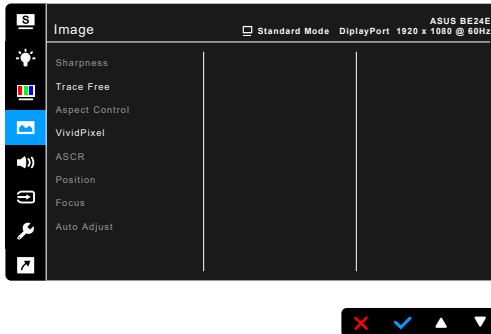 S
Image
ASUS BE24E
Standard Mode DiplayPort 1920 x 1080 @ 60Hz
Sharpness
Trace Free
Aspect Control
VividPixel
ASCR
Position
Focus
Auto Adjust